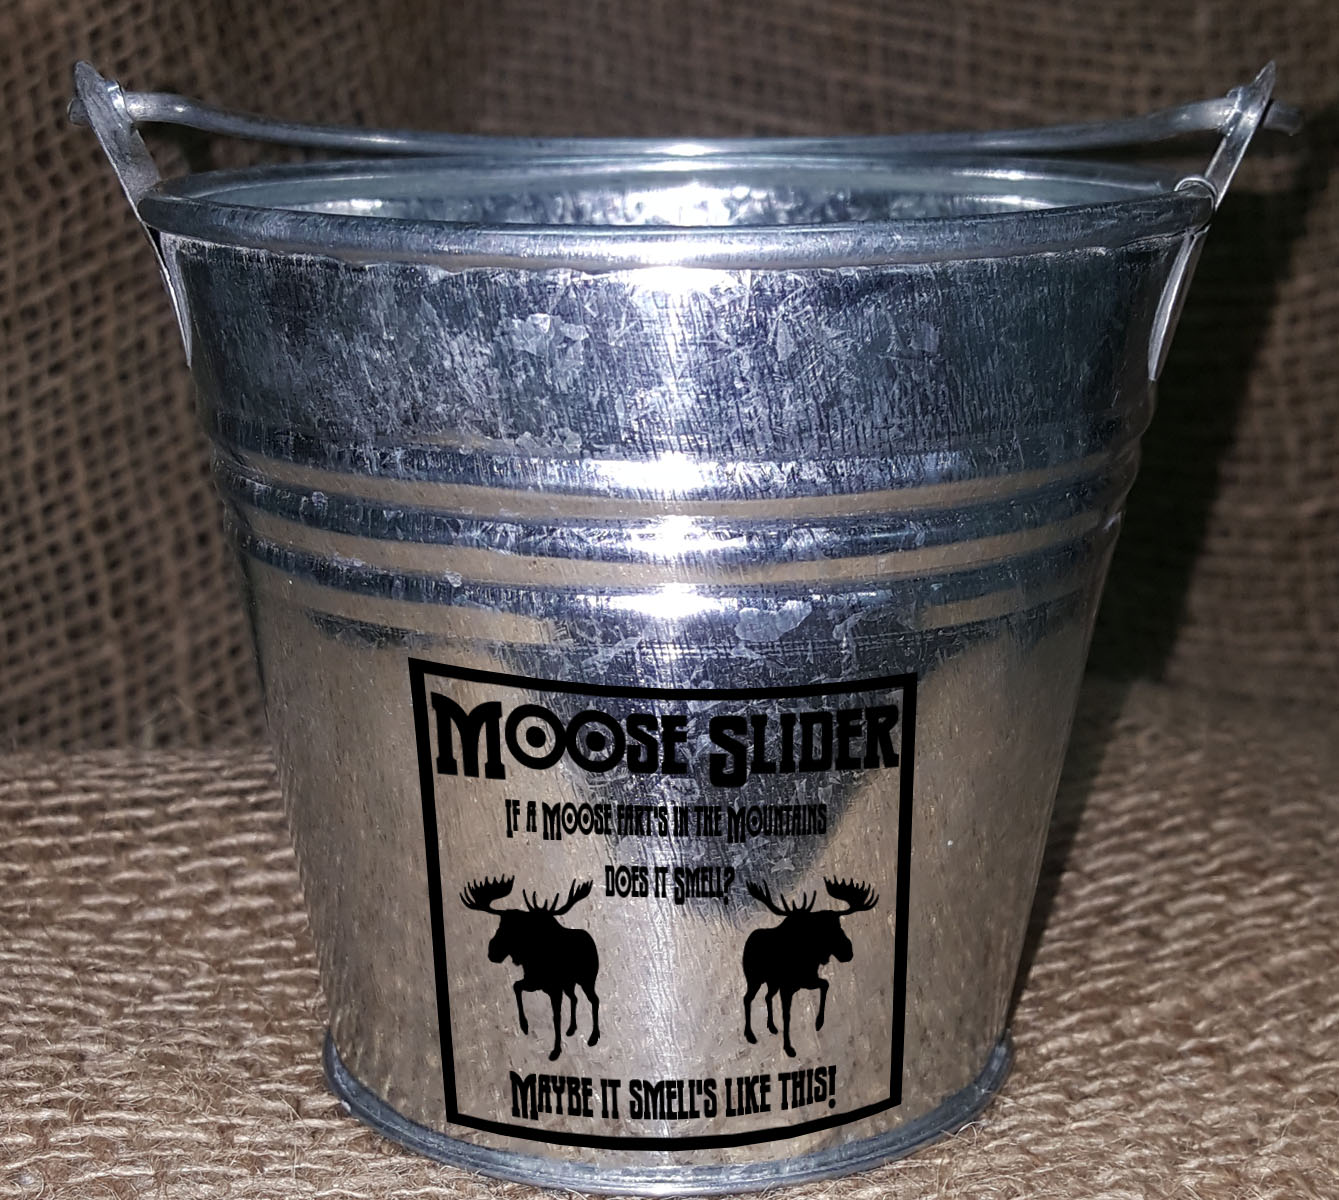 Moose Slider
If a Moose fart's in the Mountains
does it Smell?
Maybe it smell's like this!